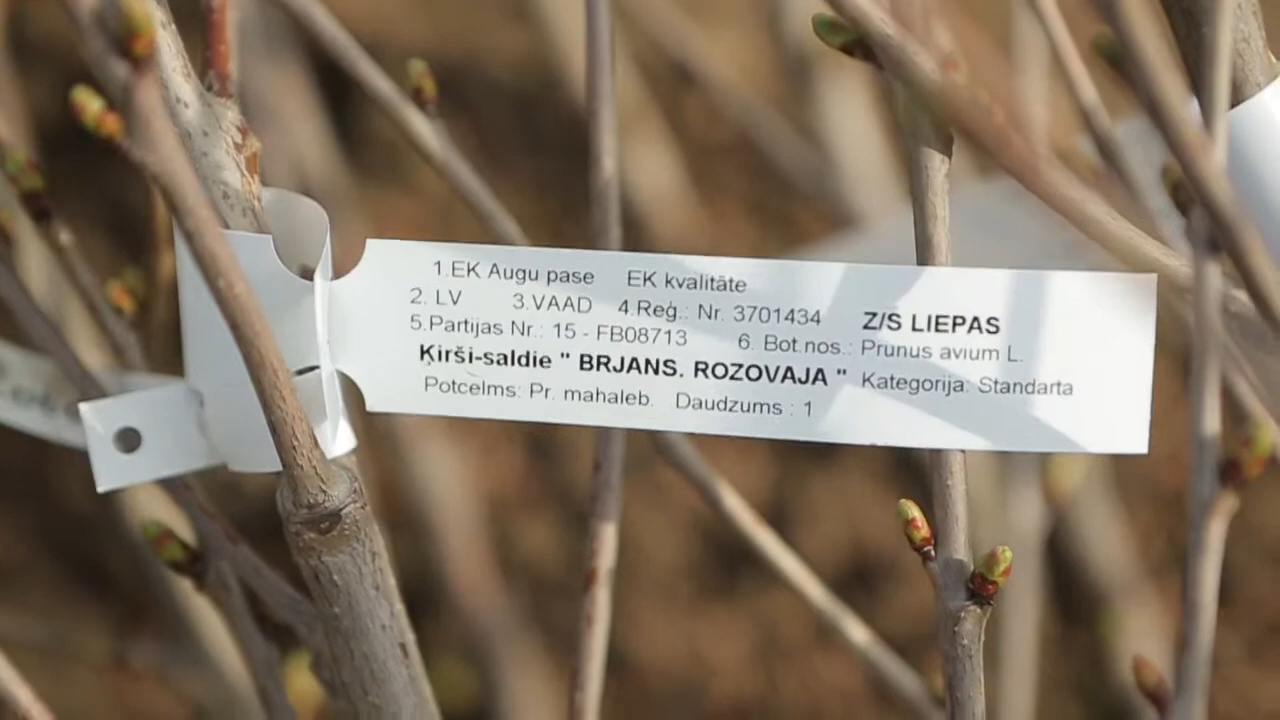 1.EK Augu pase EK kvalitāte
2. LV 3.VAAD 4.Reģ.: Nr. 3701434 Z/S LIEPAS
5.Partijas Nr.: 15 - FB08713 6. Bot.nos.: Prunus avium L.
Ķirši-saldie " BRJANS. ROZOVAJA " Kategorija: Standarta
Potcelms: Pr. mahaleb. Daudzums : 1